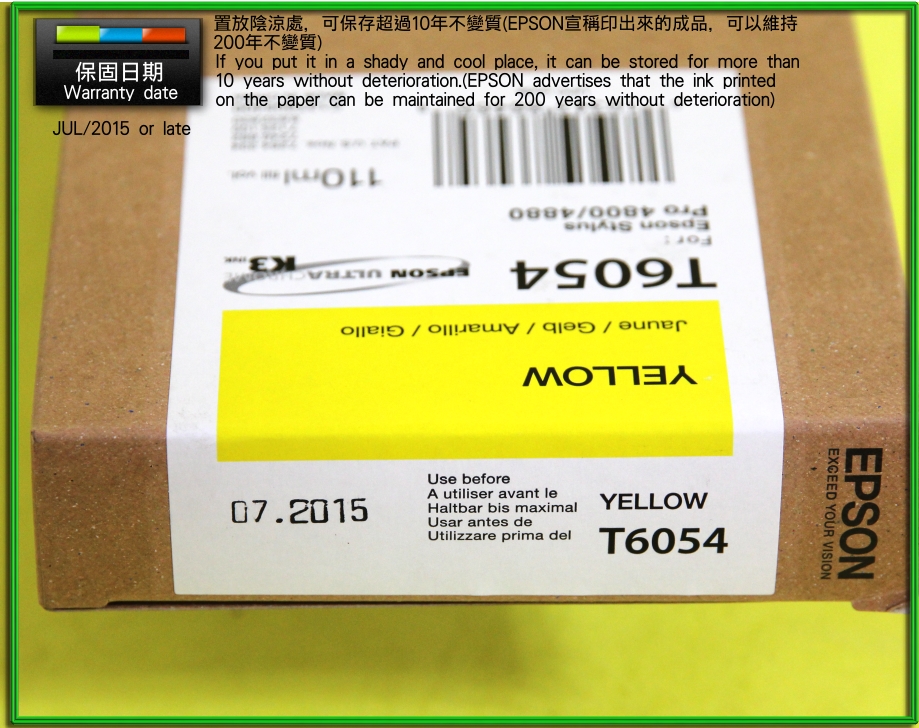 置放陰涼處，可保存超過10年不變質(EPSON宣稱印出來的成品，可以維持
200年不變質)
If you put it in a shady and cool place, it can be stored for more than
10 years without deterioration.(EPSON advertises that the ink printed
on the paper can be maintained for 200 years without deterioration)
保固日期
Warranty date
JUL/2015 or late
110ml
Pro 4800/4880
Epson Stylus
For:
T6054
EPSON ULTRACHROME K3 INK
Jaune / Gelb / Amarillo / Giallo
YELLOW
07.2015
Use before
A utiliser avant le
Haltbar bis maximal
Usar antes de
Utilizzare prima del
YELLOW
T6054
EPSON
EXCEED YOUR VISION